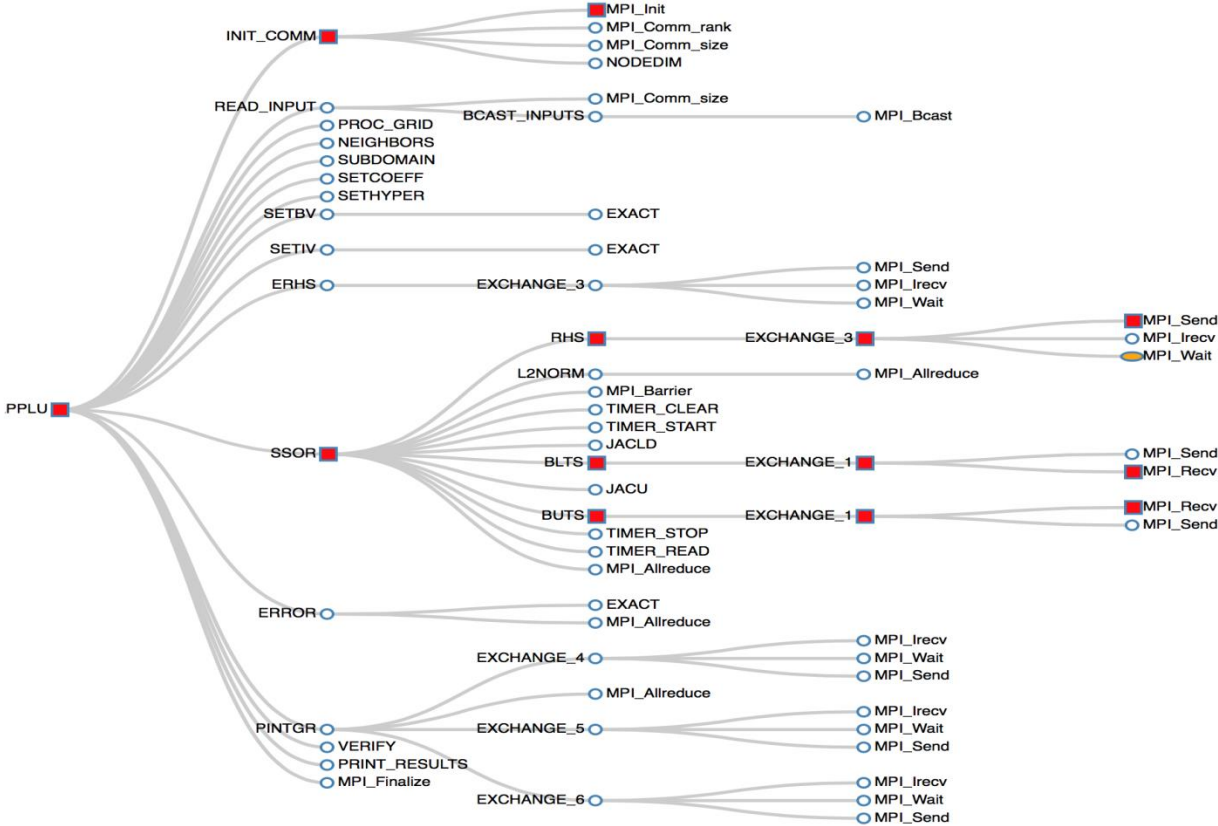 MPI_Init
MPI_Comm_rank
INIT_COMM
MPI_Comm_size
NODEDIM
MPI_Comm_size
READ_INPUT
BCAST_INPUTS
MPI_Bcast
PROC_GRID
NEIGHBORS
SUBDOMAIN
SETCOEFF
SETHYPER
SETBV
EXACT
SETIV
EXACT
MPI_Send
ERHS
EXCHANGE_3
MPI_Irecv
MPI_Wait
MPI_Send
RHS
EXCHANGE_3
MPI_Irecv
MPI_Wait
L2NORM
MPI_Allreduce
MPI_Barrier
PPLU
TIMER_CLEAR
TIMER_START
JACLD
SSOR
MPI_Send
BLTS
EXCHANGE_1
MPI_Recv
JACU
MPI_Recv
BUTS
EXCHANGE_1
MPI_Send
TIMER_STOP
TIMER_READ
MPI_Allreduce
EXACT
ERROR
MPI_Allreduce
MPI_Irecv
EXCHANGE_4
MPI_Wait
MPI_Send
MPI_Allreduce
MPI_Irecv
PINTGR
EXCHANGE_5
MPI_Wait
VERIFY
MPI_Send
PRINT_RESULTS
MPI_Finalize
MPI_Irecv
EXCHANGE_6
MPI_Wait
MPI_Send